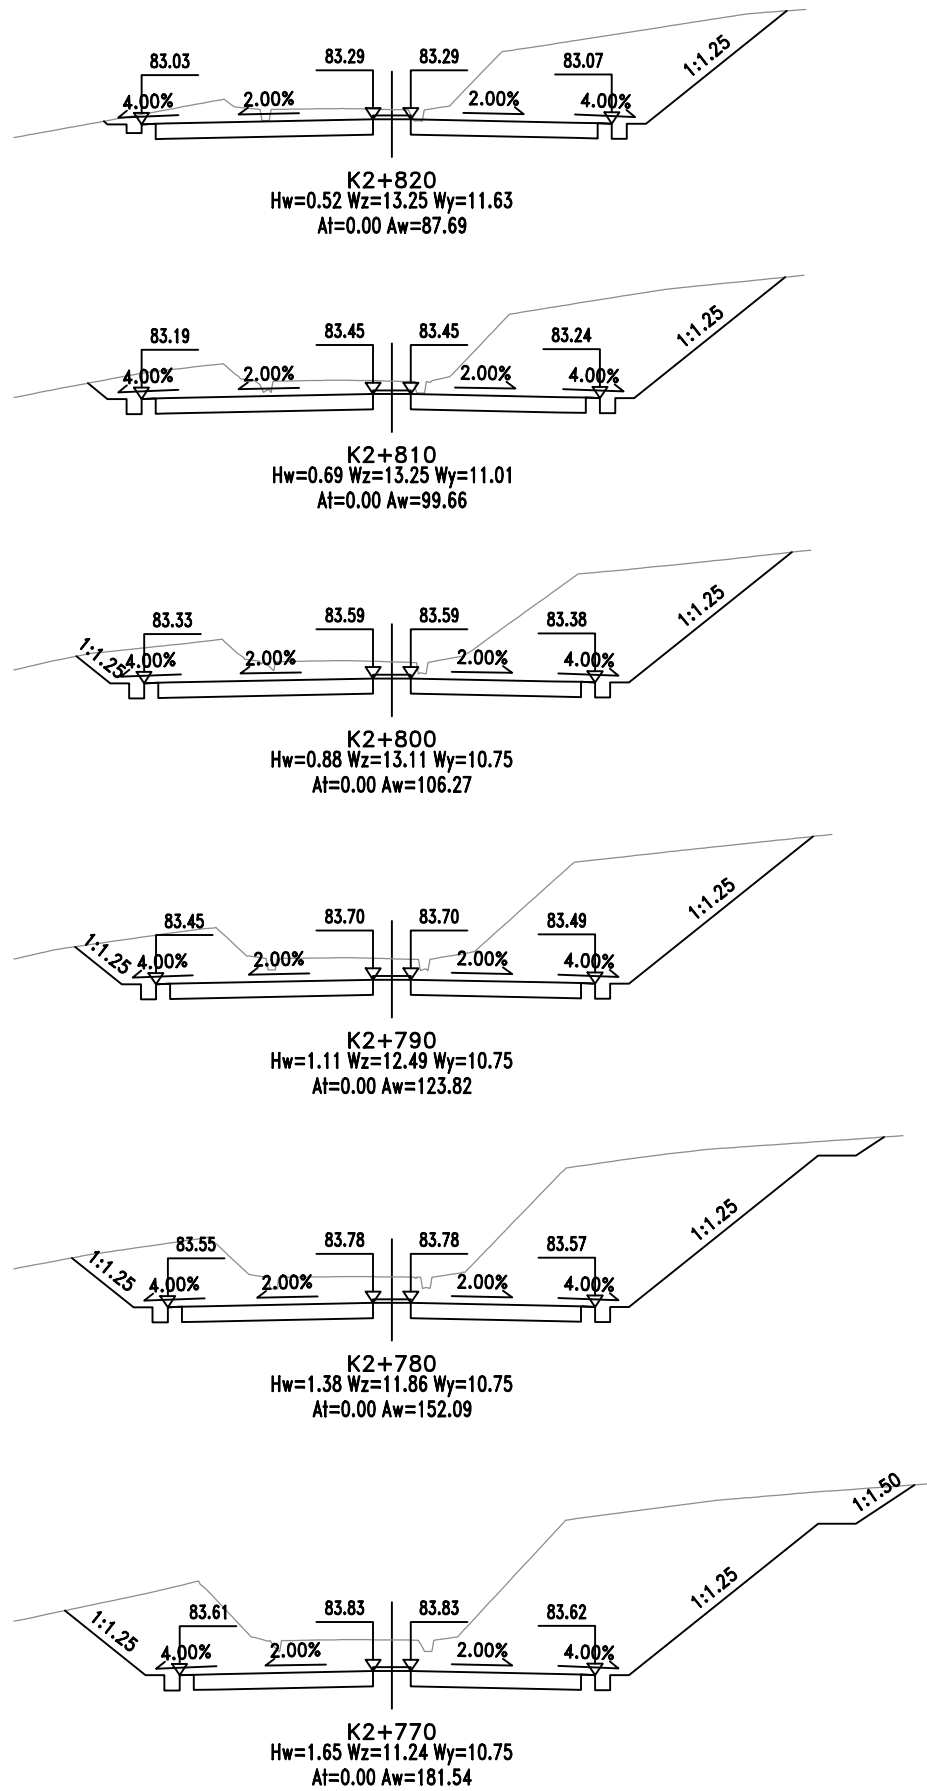 83.03 83.29 83.29 83.07 1:1.25
4.00% 2.00% 2.00% 4.00%
K2+820
Hw=0.52 Wz=13.25 Wy=11.63
At=0.00 Aw=87.69
83.19 83.45 83.45 83.24 1:1.25
4.00% 2.00% 2.00% 4.00%
K2+810
Hw=0.69 Wz=13.25 Wy=11.01
At=0.00 Aw=99.66
83.33 83.59 83.59 83.38 1:1.25
1:1.25 4.00% 2.00% 2.00% 4.00%
K2+800
Hw=0.88 Wz=13.11 Wy=10.75
At=0.00 Aw=106.27
83.45 83.70 83.70 83.49 1:1.25
1:1.25 4.00% 2.00% 2.00% 4.00%
K2+790
Hw=1.11 Wz=12.49 Wy=10.75
At=0.00 Aw=123.82
83.55 83.78 83.78 83.57 1:1.25
1:1.25 4.00% 2.00% 2.00% 4.00%
K2+780
Hw=1.38 Wz=11.86 Wy=10.75
At=0.00 Aw=152.09
1:1.50
83.61 83.83 83.83 83.62 1:1.25
1:1.25 4.00% 2.00% 2.00% 4.00%
K2+770
Hw=1.65 Wz=11.24 Wy=10.75
At=0.00 Aw=181.54